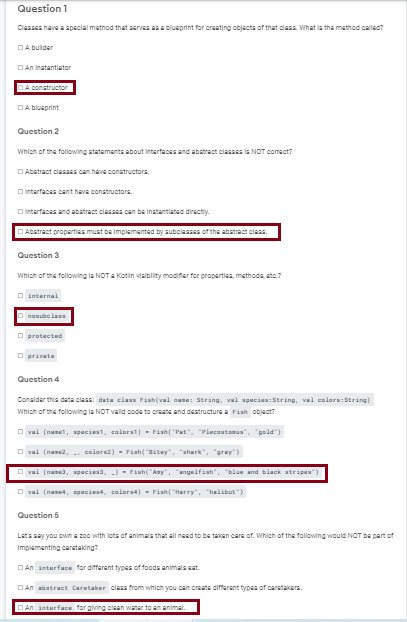 Question 1
Classes have a special method that serves as a blueprint for creating objects of that class. What is the method called?
A builder
An instantiator
A constructor
A blueprint
Question 2
Which of the following statements about interfaces and abstract classes is NOT correct?
Abstract classes can have constructors.
Interfaces can't have constructors.
Interfaces and abstract classes can be instantiated directly.
Abstract properties must be implemented by subclasses of the abstract class.
Question 3
Which of the following is NOT a Kotlin visibility modifier for properties, methods, etc.?
internal
nosubclass
protected
private
Question 4
Consider this data class: data class Fish(val name: String, val species:String, val colors:String)
Which of the following is NOT valid code to create and destructure a Fish object?
val (name1, species1, colors1) = Fish("Pat", "Plecostomus", "gold")
val (name2, _, colors2) = Fish("Bitey", "shark", "gray")
val (name3, species3, _) = Fish("Amy", "angelfish", "blue and black stripes")
val (name4, species4, colors4) = Fish("Harry", "halibut")
Question 5
Let's say you own a zoo with lots of animals that all need to be taken care of. Which of the following would NOT be part of
implementing caretaking?
An interface for different types of foods animals eat.
An abstract Caretaker class from which you can create different types of caretakers.
An interface for giving clean water to an animal.